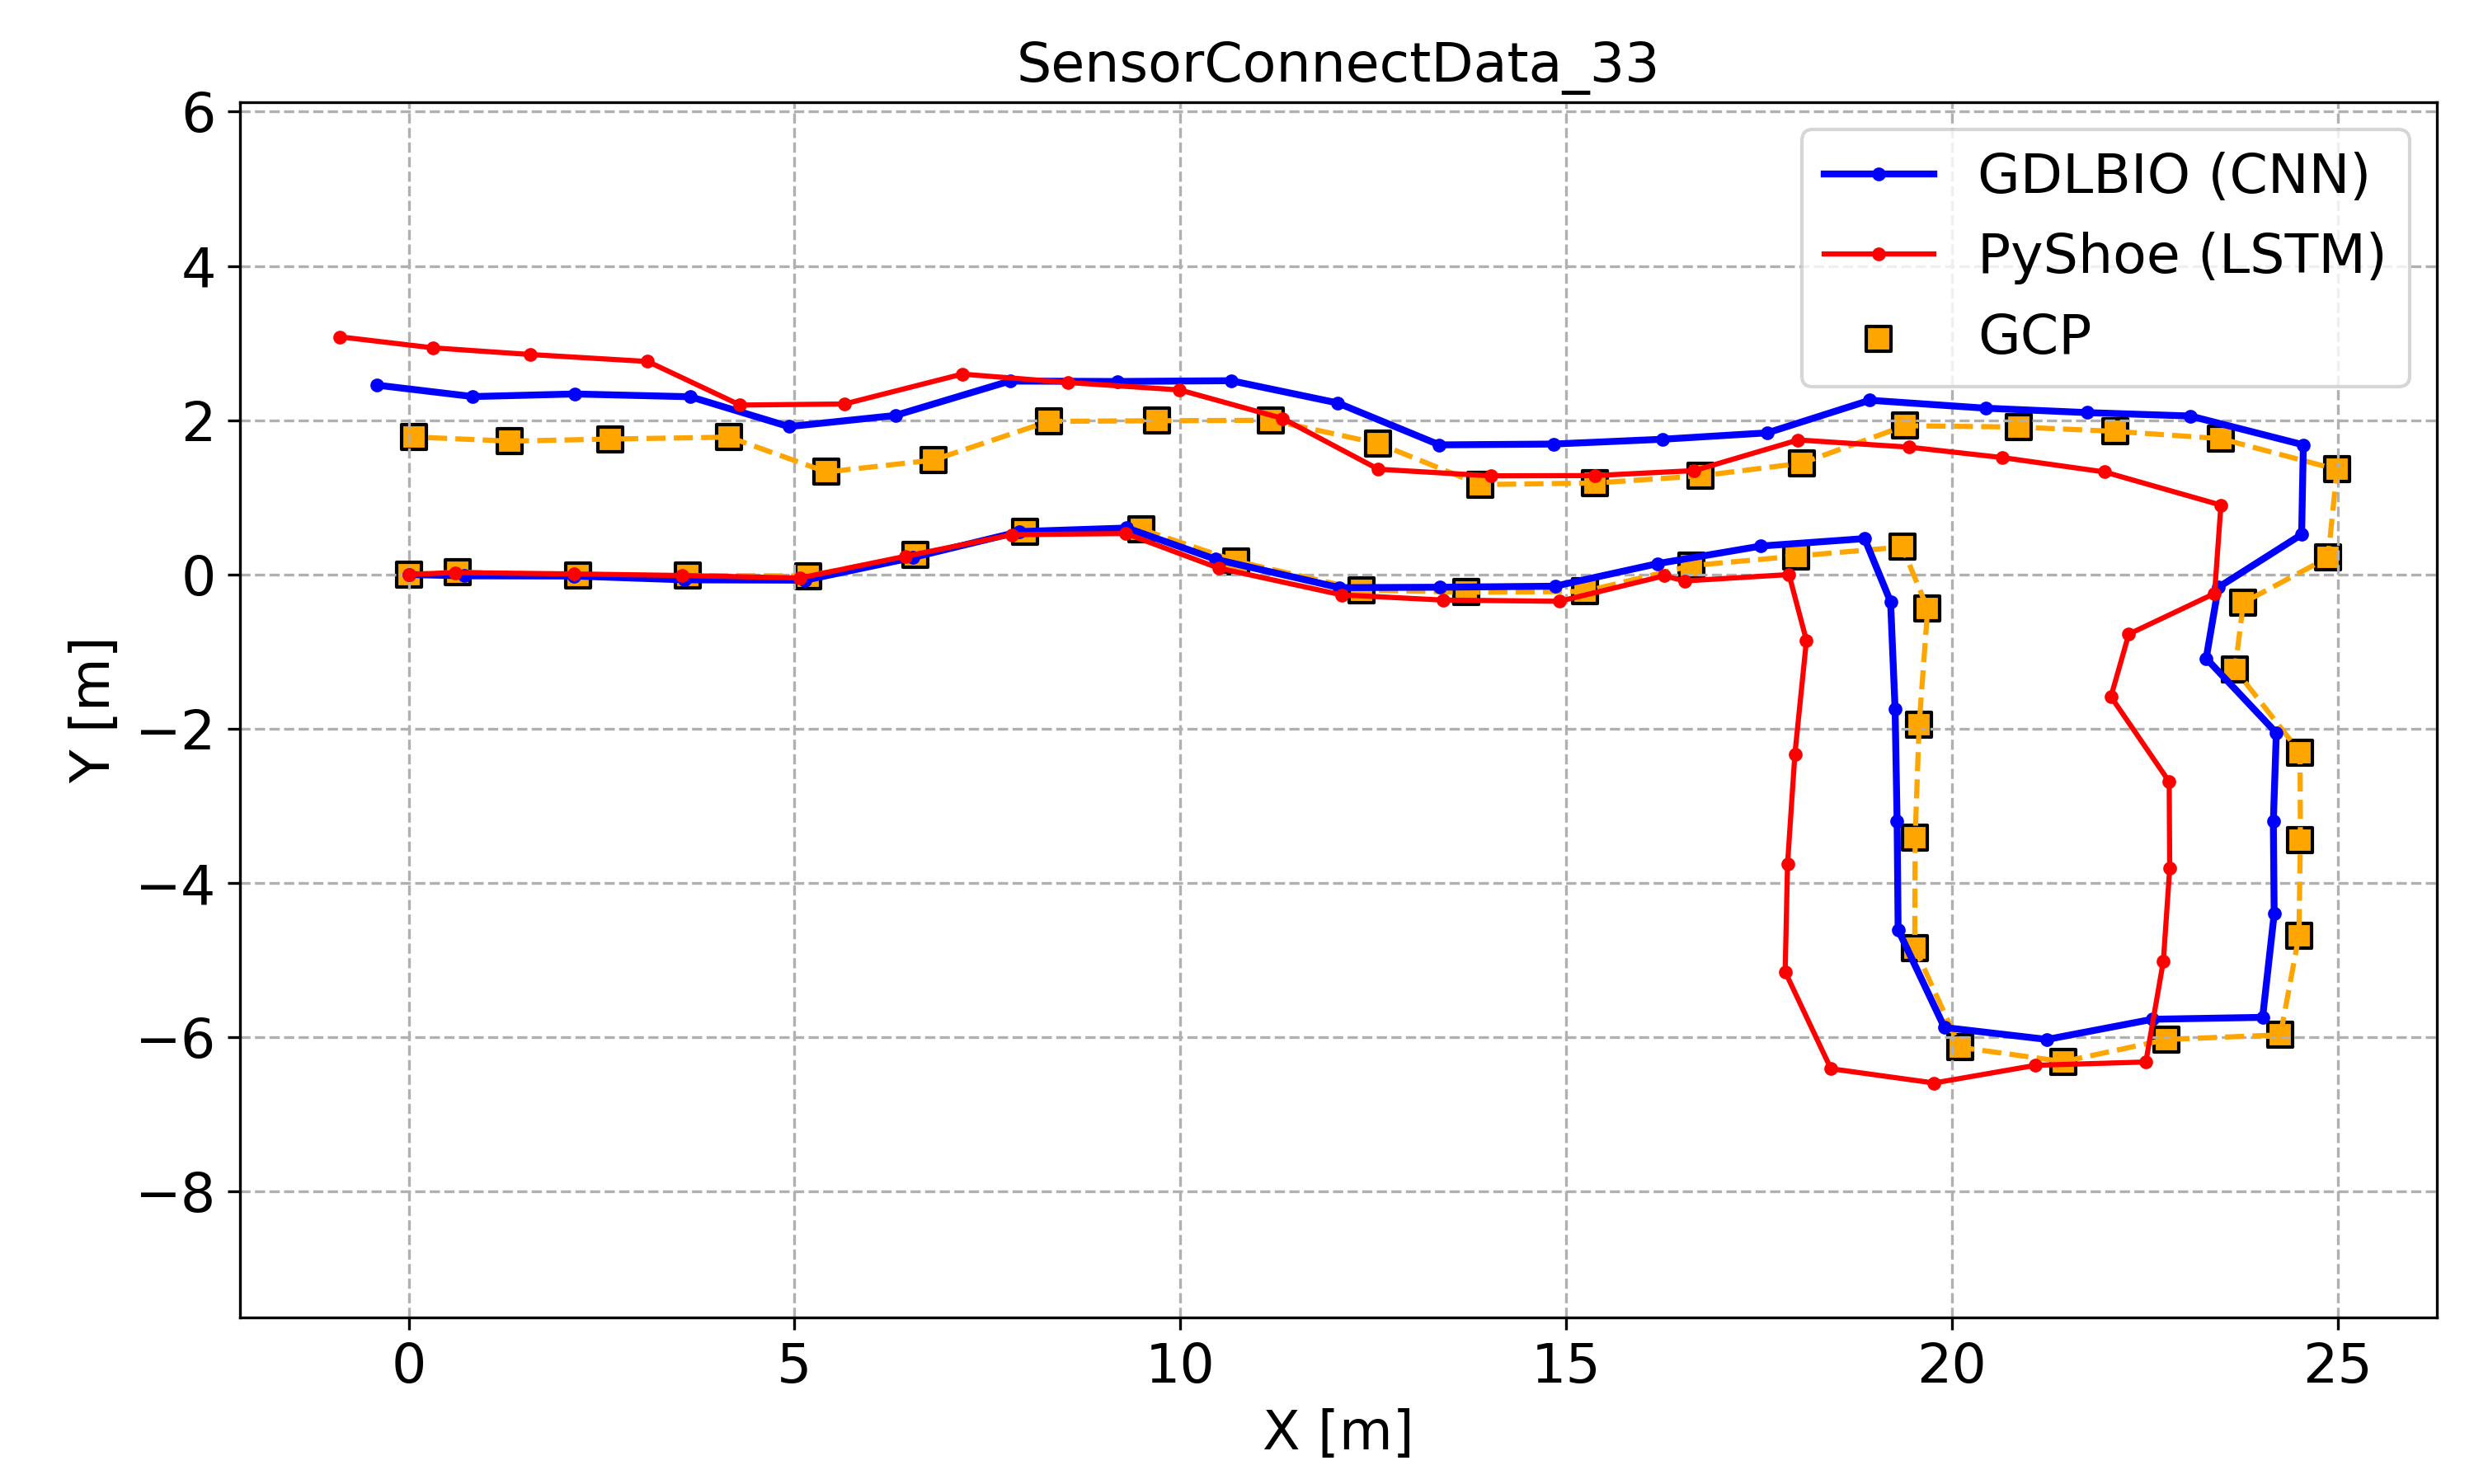 SensorConnectData_33
GDLBIO (CNN)
PyShoe (LSTM)
GCP
6
4
2
0
−2
−4
−6
−8
Y [m]
0 5 10 15 20 25
X [m]